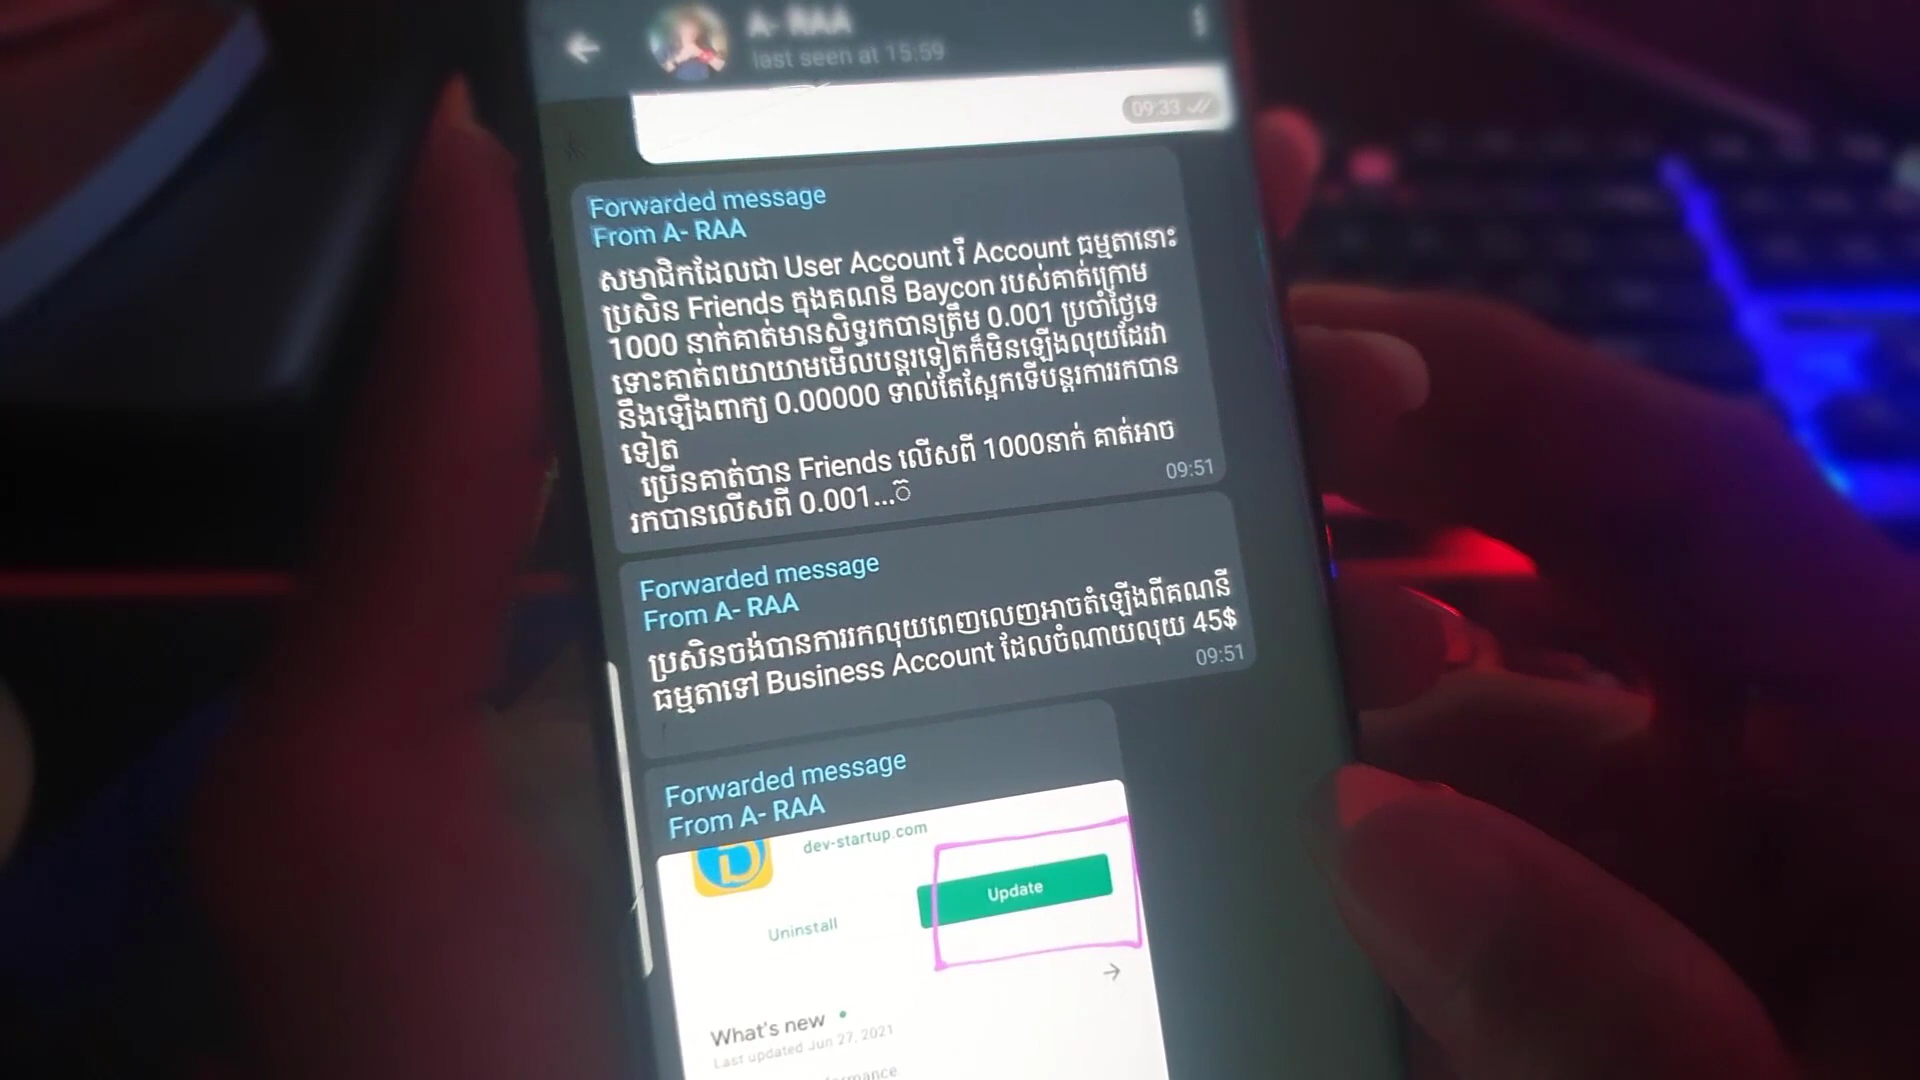 A- RAA
last seen at 15:59
09:33
Forwarded message
From A- RAA
សមាជិកដែលជា User Account រឺ Account ធម្មតានោះ
ប្រសិន Friends ក្នុងគណនី Baycon របស់គាត់ក្រោម
1000 នាក់គាត់មានសិទ្ធរកបានត្រឹម 0.001 ប្រចាំថ្ងៃទេ
ទោះគាត់ពយាយាមមើលបន្តរទៀតក៏មិនឡើងលុយដែរវា
នឹងឡើងពាក្យ 0.00000 ទាល់តែស្អែកទើបន្តរការរកបាន
ទៀត
ប្រើនគាត់បាន Friends លើសពី 1000នាក់ គាត់អាច
រកបានលើសពី 0.001...៊
09:51
Forwarded message
From A- RAA
ប្រសិនចង់បានការរកលុយពេញលេញអាចតំឡើងពីគណនី
ធម្មតាទៅ Business Account ដែលចំណាយលុយ 45$
09:51
Forwarded message
From A- RAA
dev-startup.com
Uninstall
Update
What's new
Last updated Jun 27, 2021